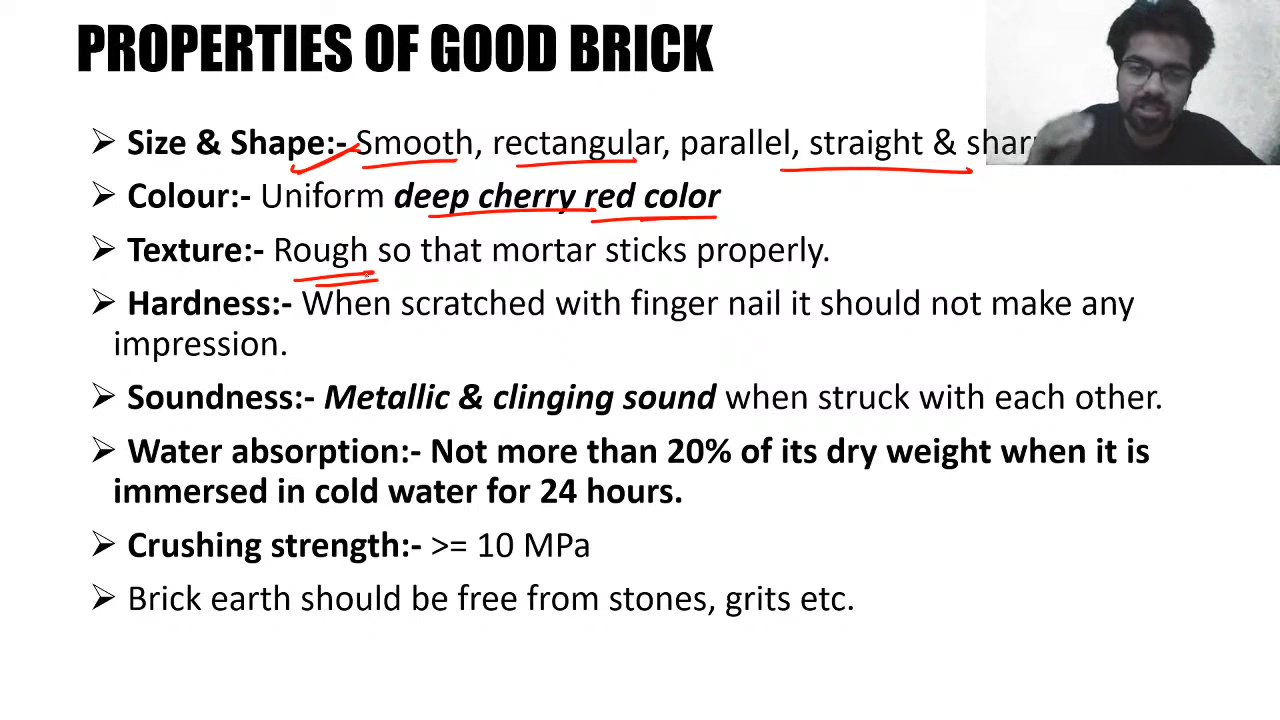 PROPERTIES OF GOOD BRICK
➢ Size & Shape:- Smooth, rectangular, parallel, straight &
➢ Colour:- Uniform deep cherry red color
➢ Texture:- Rough so that mortar sticks properly.
➢ Hardness:- When scratched with finger nail it should not make any
impression.
➢ Soundness:- Metallic & clinging sound when struck with each other.
➢ Water absorption:- Not more than 20% of its dry weight when it is
immersed in cold water for 24 hours.
➢ Crushing strength:- >= 10 MPa
➢ Brick earth should be free from stones, grits etc.